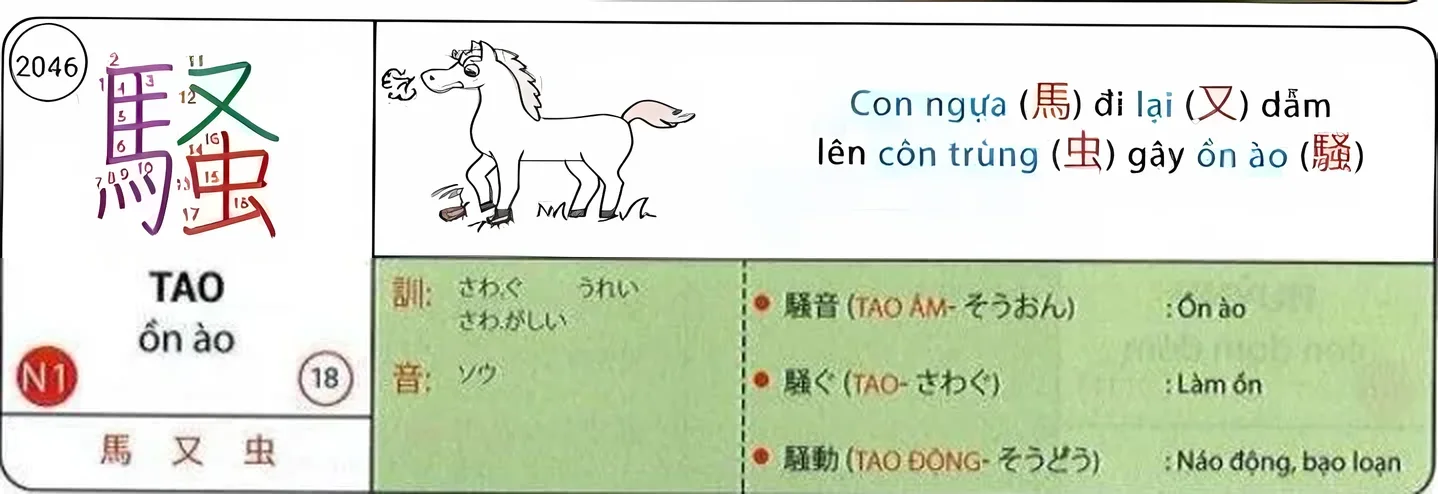 2046
騒
TAO
ồn ào
N1
18
馬 又 虫
Con ngựa (馬) đi lại (又) dẫm
lên côn trùng (虫) gây ồn ào (騒)
訓: さわ.ぐ うれい
さわ.がしい
音: ソウ
• 騒音 (TAO ÂM- そうおん) : Ồn ào
• 騒ぐ (TAO- さわぐ) : Làm ồn
• 騒動 (TAO ĐỘNG- そうどう) : Náo động, bạo loạn